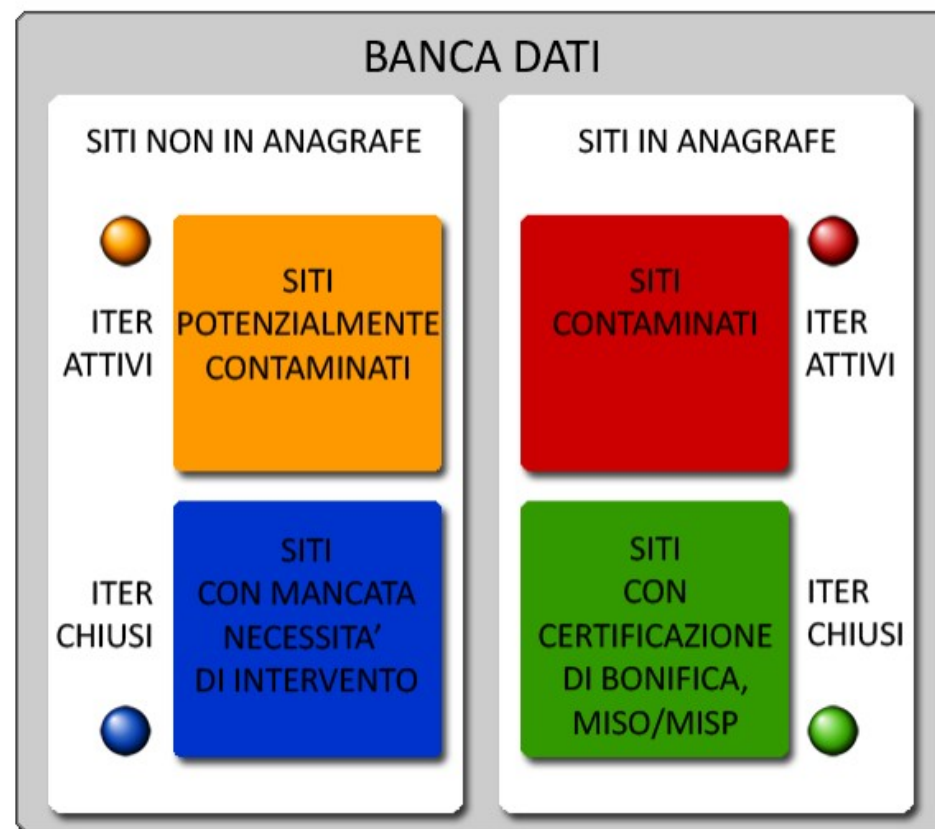 BANCA DATI
SITI NON IN ANAGRAFE
ITER
ATTIVI
SITI
POTENZIALMENTE
CONTAMINATI
ITER
CHIUSI
SITI
CON MANCATA
NECESSITA’
DI INTERVENTO
SITI IN ANAGRAFE
SITI
CONTAMINATI
ITER
ATTIVI
SITI
CON
CERTIFICAZIONE
DI BONIFICA,
MISO/MISP
ITER
CHIUSI